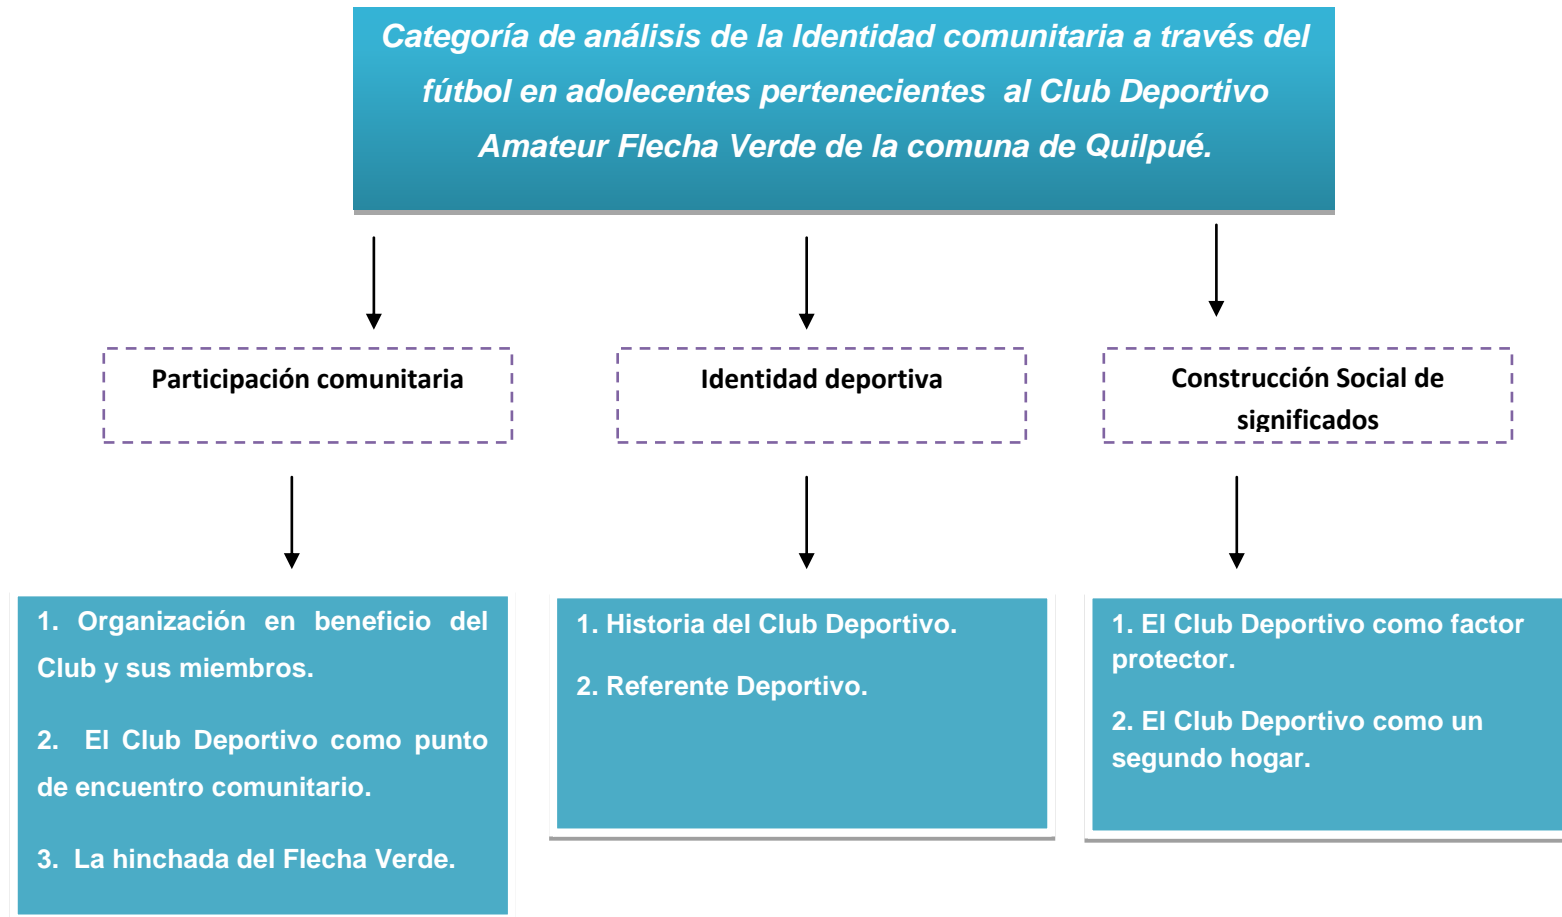 Categoría de análisis de la Identidad comunitaria a través del
fútbol en adolecentes pertenecientes al Club Deportivo
Amateur Flecha Verde de la comuna de Quilpué.
Participación comunitaria
Identidad deportiva
Construcción Social de
significados
1. Organización en beneficio del
Club y sus miembros.
2. El Club Deportivo como punto
de encuentro comunitario.
3. La hinchada del Flecha Verde.
1. Historia del Club Deportivo.
2. Referente Deportivo.
1. El Club Deportivo como factor
protector.
2. El Club Deportivo como un
segundo hogar.